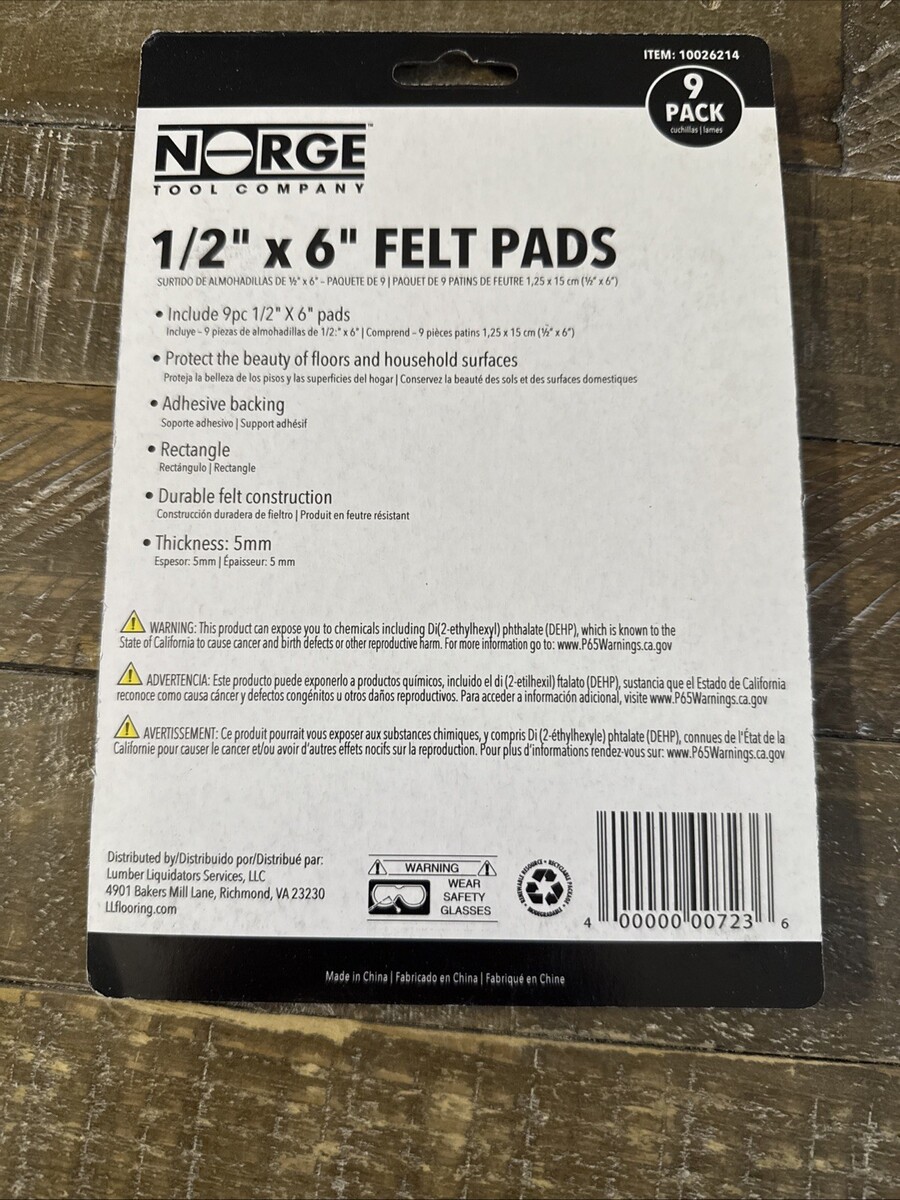 ITEM: 10026214
9
PACK
cuchillas | lames
NORGE™
TOOL COMPANY
1/2" x 6" FELT PADS
SURTIDO DE ALMOHADILLAS DE ½" x 6" – PAQUETE DE 9 | PAQUET DE 9 PATINS DE FEUTRE 1,25 x 15 cm (½" x 6")
• Include 9pc 1/2" X 6" pads
Incluye – 9 piezas de almohadillas de 1/2:" x 6" | Comprend – 9 pièces patins 1,25 x 15 cm (½" x 6")
• Protect the beauty of floors and household surfaces
Proteja la belleza de los pisos y las superficies del hogar | Conservez la beauté des sols et des surfaces domestiques
• Adhesive backing
Soporte adhesivo | Support adhésif
• Rectangle
Rectángulo | Rectangle
• Durable felt construction
Construcción duradera de fieltro | Produit en feutre résistant
• Thickness: 5mm
Espesor: 5mm | Épaisseur: 5 mm
WARNING: This product can expose you to chemicals including Di(2-ethylhexyl) phthalate (DEHP), which is known to the
State of California to cause cancer and birth defects or other reproductive harm. For more information go to: www.P65Warnings.ca.gov
ADVERTENCIA: Este producto puede exponerlo a productos químicos, incluido el di (2-etilhexil) ftalato (DEHP), sustancia que el Estado de California
reconoce como causa cáncer y defectos congénitos u otros daños reproductivos. Para acceder a información adicional, visite www.P65Warnings.ca.gov
AVERTISSEMENT: Ce produit pourrait vous exposer aux substances chimiques, y compris Di (2-éthylhexyle) phtalate (DEHP), connues de l'État de la
Californie pour causer le cancer et/ou avoir d'autres effets nocifs sur la reproduction. Pour plus d'informations rendez-vous sur: www.P65Warnings.ca.gov
Distributed by/Distribuido por/Distribué par:
Lumber Liquidators Services, LLC
4901 Bakers Mill Lane, Richmond, VA 23230
LLflooring.com
WARNING
WEAR
SAFETY
GLASSES
4 00000 00723 6
Made in China | Fabricado en China | Fabriqué en Chine